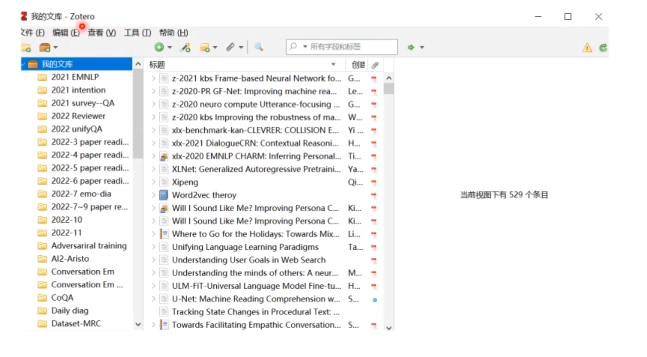 我的文库 - Zotero
文件 (F) 编辑 (E) 查看 (V) 工具 (T) 帮助 (H)
所有字段和标签
我的文库
2021 EMNLP
2021 intention
2021 survey--QA
2022 Reviewer
2022 unifyQA
2022-3 paper readi...
2022-4 paper readi...
2022-5 paper readi...
2022-6 paper readi...
2022-7 emo-dia
2022-7~9 paper re...
2022-10
2022-11
Adversariral training
AI2-Aristo
Conversation Em
Conversation Em ...
CoQA
Daily diag
Dataset-MRC
标题 创建
z-2021 kbs Frame-based Neural Network fo... G...
z-2020-PR GF-Net: Improving machine rea... Le...
z-2020 neuro compute Utterance-focusing ... G...
z-2020 kbs Improving the robustness of ma... W...
xlx-benchmark-kan-CLEVRER: COLLISION E... Yi ...
xlx-2021 DialogueCRN: Contextual Reasoni... H...
xlx-2020 EMNLP CHARM: Inferring Personal... Ti...
XLNet: Generalized Autoregressive Pretraini... Ya...
Xipeng Qi...
Word2vec theroy
Will I Sound Like Me? Improving Persona C... Ki...
Will I Sound Like Me? Improving Persona C... Ki...
Where to Go for the Holidays: Towards Mix... Li...
Unifying Language Learning Paradigms Ta...
Understanding User Goals in Web Search
Understanding the minds of others: A neur... M...
ULM-FiT-Universal Language Model Fine-tu... H...
U-Net: Machine Reading Comprehension w... S...
Tracking State Changes in Procedural Text: ...
Towards Facilitating Empathic Conversation... S...
当前视图下有 529 个条目